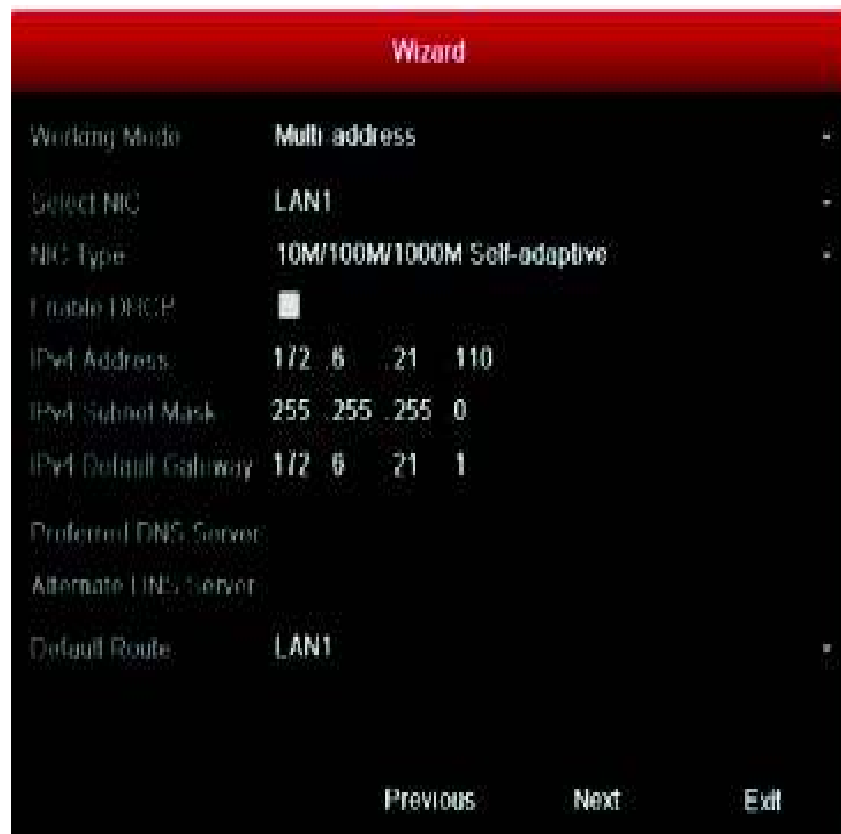 Wizard
Working Mode Multi-address
Select NIC LAN1
NIC Type 10M/100M/1000M Self-adaptive
Enable DHCP
IPv4 Address 172 .6 .21 .110
IPv4 Subnet Mask 255 .255 .255 .0
IPv4 Default Gateway 172 .6 .21 .1
Preferred DNS Server
Alternate DNS Server
Default Route LAN1
Previous Next Exit